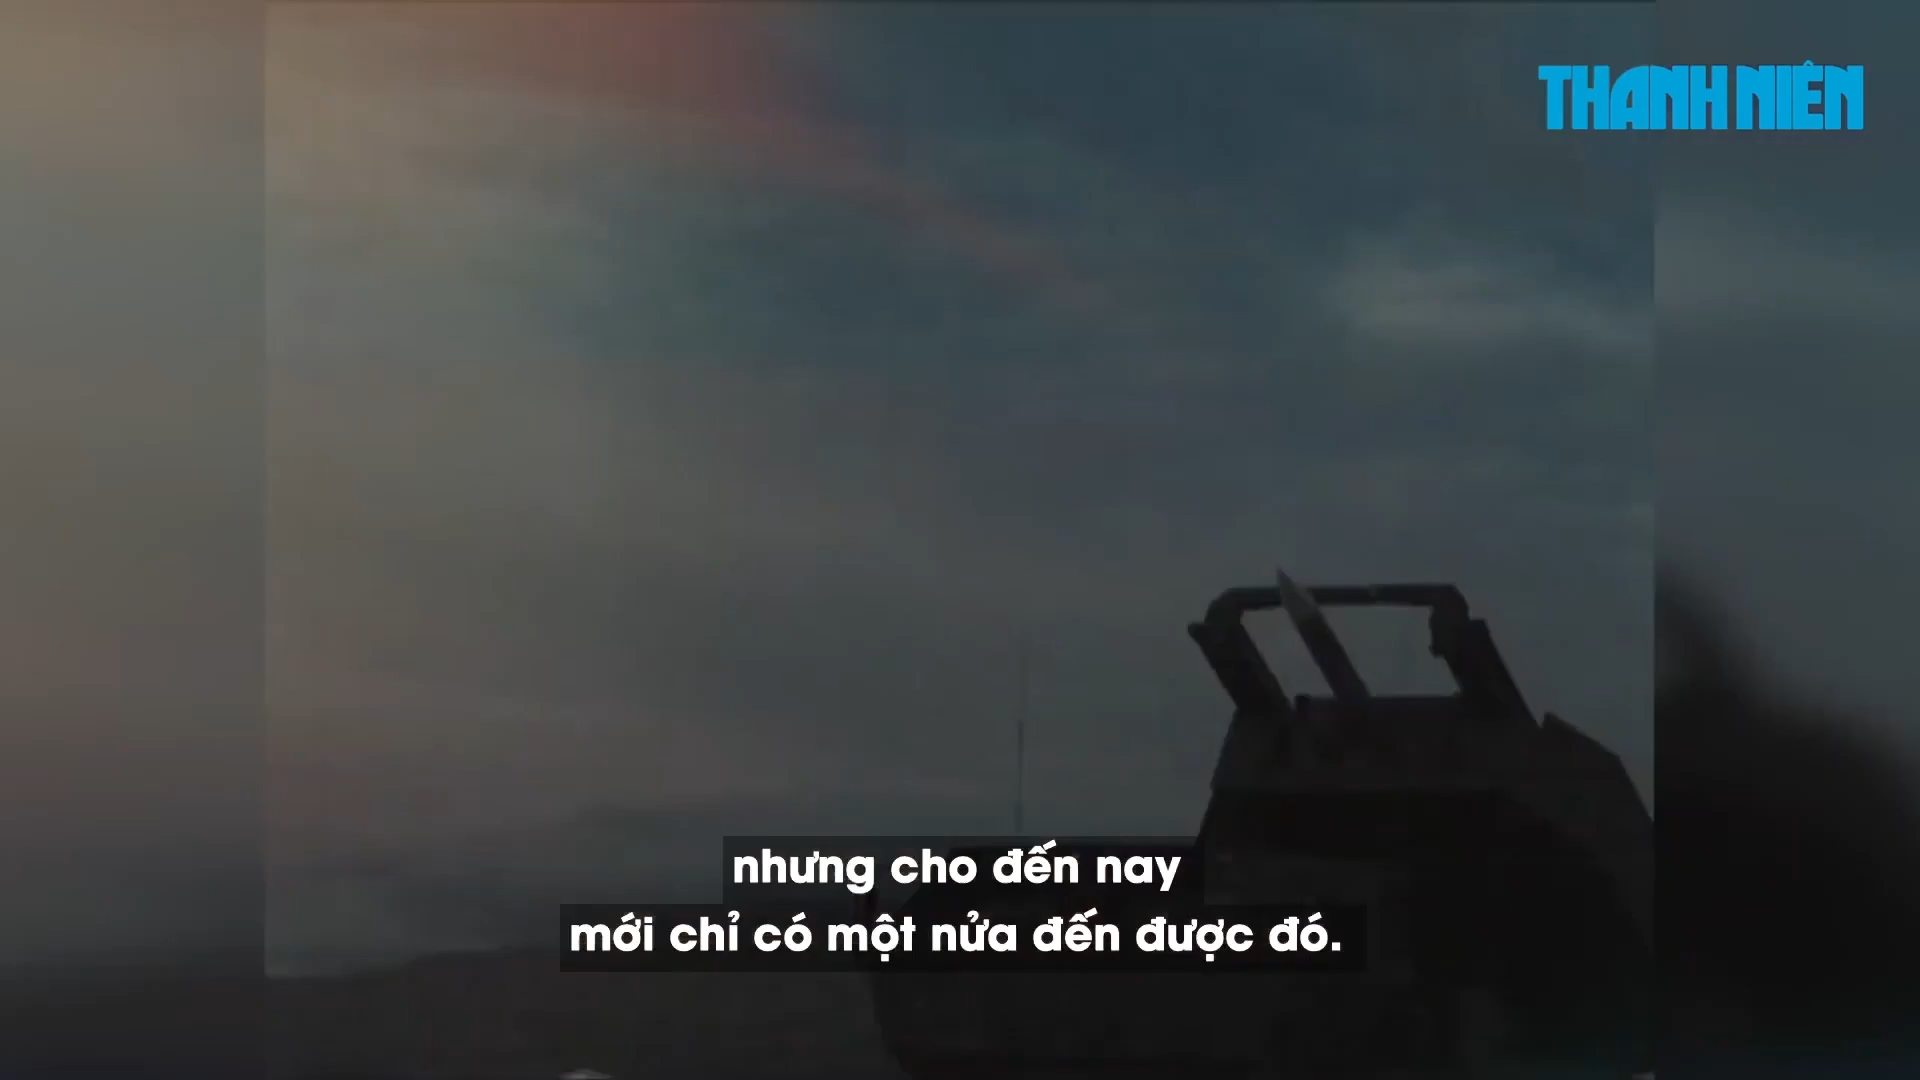 THANH NIÊN
nhưng cho đến nay
mới chỉ có một nửa đến được đó.